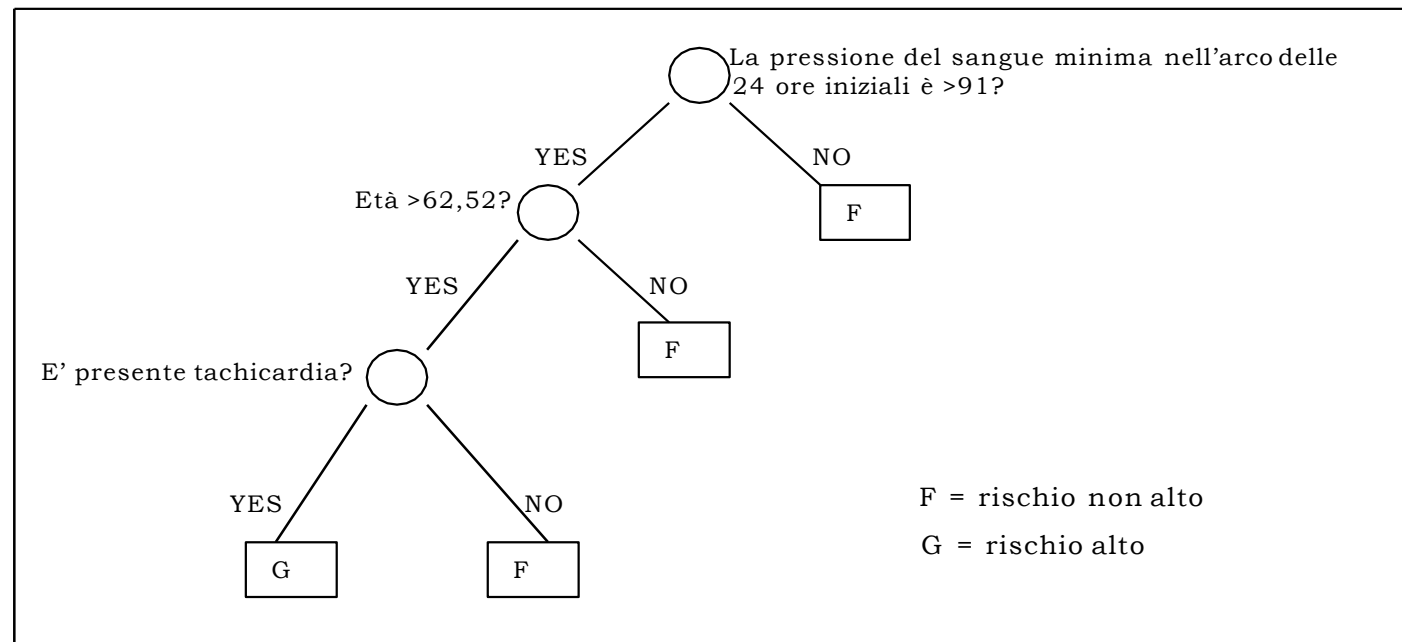 La pressione del sangue minima nell’arco delle
24 ore iniziali è >91?
YES
NO
Età >62,52?
F
YES
NO
F
E’ presente tachicardia?
YES
NO
F = rischio non alto
G = rischio alto
G
F